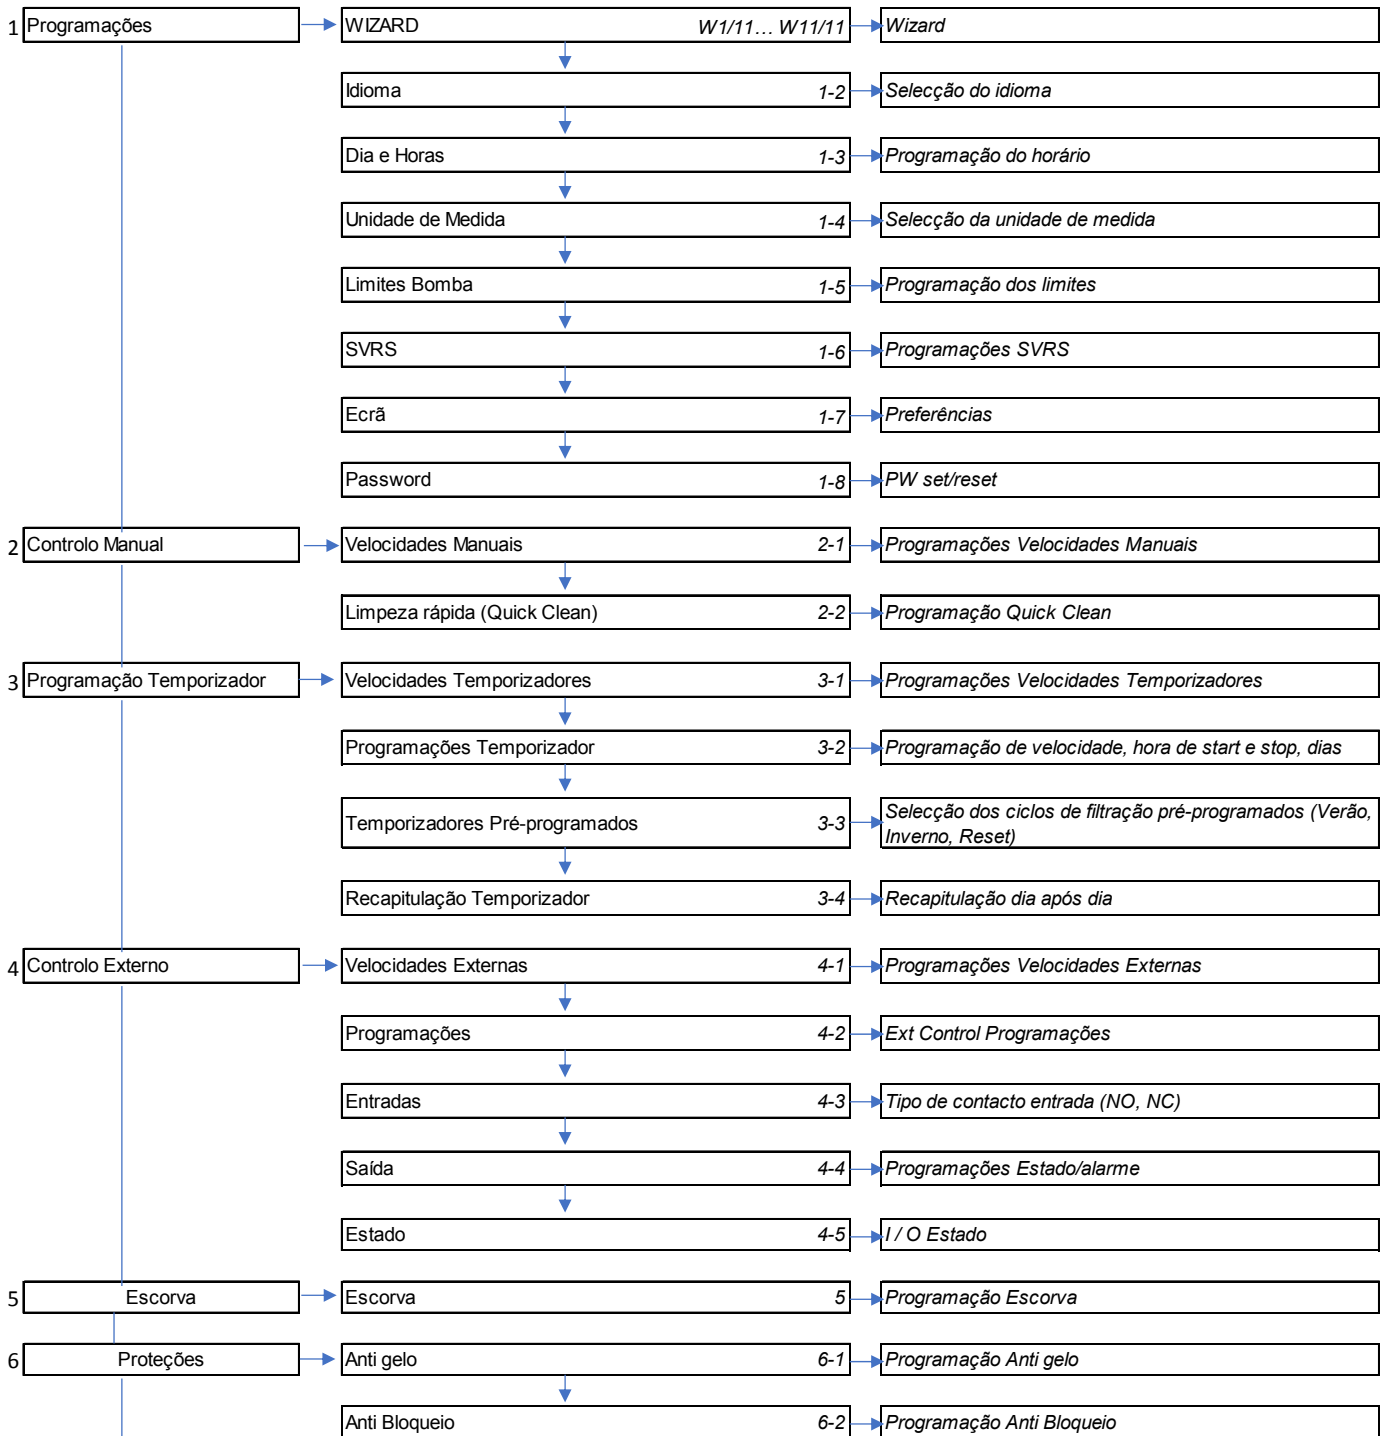 1 Programações WIZARD W1/11… W11/11 Wizard
Idioma 1-2 Selecção do idioma
Dia e Horas 1-3 Programação do horário
Unidade de Medida 1-4 Selecção da unidade de medida
Limites Bomba 1-5 Programação dos limites
SVRS 1-6 Programações SVRS
Ecrã 1-7 Preferências
Password 1-8 PW set/reset
2 Controlo Manual Velocidades Manuais 2-1 Programações Velocidades Manuais
Limpeza rápida (Quick Clean) 2-2 Programação Quick Clean
3 Programação Temporizador Velocidades Temporizadores 3-1 Programações Velocidades Temporizadores
Programações Temporizador 3-2 Programação de velocidade, hora de start e stop, dias
Temporizadores Pré-programados 3-3 Selecção dos ciclos de filtração pré-programados (Verão,
Inverno, Reset)
Recapitulação Temporizador 3-4 Recapitulação dia após dia
4 Controlo Externo Velocidades Externas 4-1 Programações Velocidades Externas
Programações 4-2 Ext Control Programações
Entradas 4-3 Tipo de contacto entrada (NO, NC)
Saída 4-4 Programações Estado/alarme
Estado 4-5 I / O Estado
5 Escorva Escorva 5 Programação Escorva
6 Proteções Anti gelo 6-1 Programação Anti gelo
Anti Bloqueio 6-2 Programação Anti Bloqueio